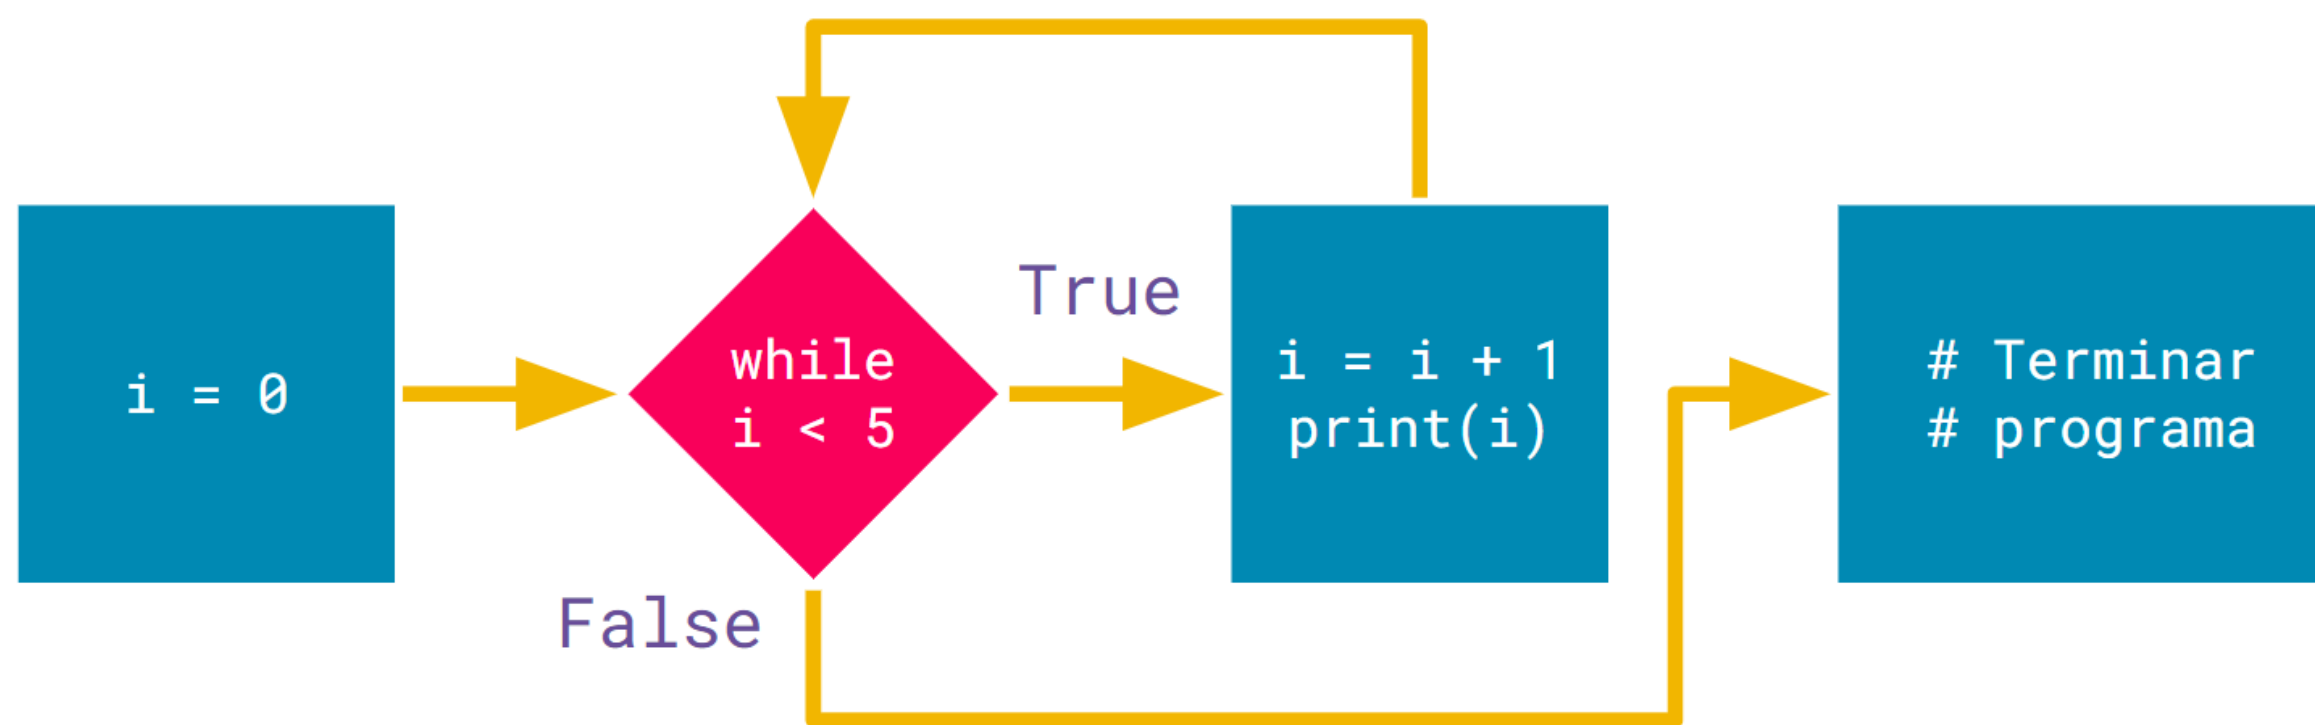 i = 0
while
i < 5
True
False
i = i + 1
print(i)
# Terminar
# programa